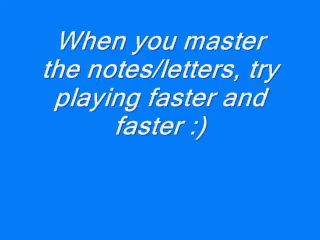 When you master
the notes/letters, try
playing faster and
faster :)